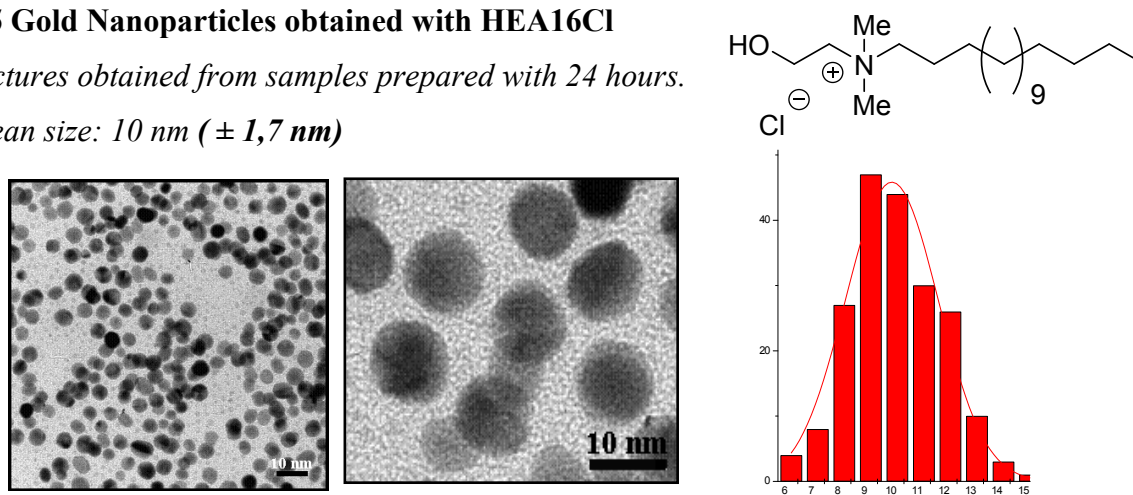 5 Gold Nanoparticles obtained with HEA16Cl
ctures obtained from samples prepared with 24 hours.
ean size: 10 nm ( ± 1,7 nm)
Me
HO
N
+
9
−
Me
Cl
10 nm
10 nm
40
20
0
6 7 8 9 10 11 12 13 14 15